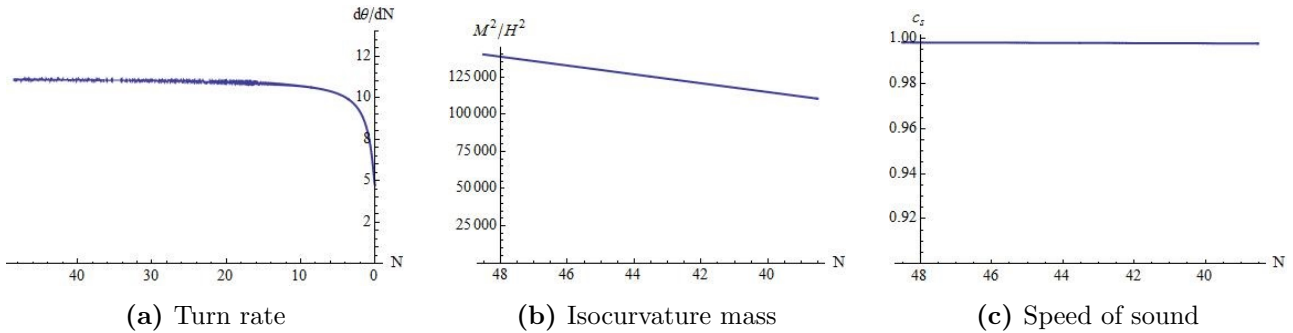 dθ/dN
12
10
8
5
2
40 30 20 10 0 N
(a) Turn rate
M²/H²
125 000
100 000
75 000
50 000
25 000
48 46 44 42 40 N
(b) Isocurvature mass
c_s
1.00
0.98
0.96
0.94
0.92
48 46 44 42 40 N
(c) Speed of sound